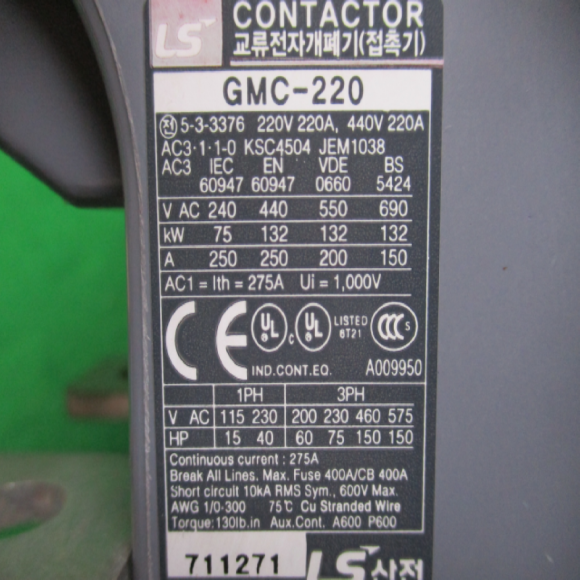 LS CONTACTOR
교류전자개폐기(접촉기)
GMC-220
전 5-3-3376 220V 220A, 440V 220A
AC3·1·1-0 KSC4504 JEM1038
AC3 IEC EN VDE BS
60947 60947 0660 5424
V AC 240 440 550 690
kW 75 132 132 132
A 250 250 200 150
AC1 = Ith = 275A Ui = 1,000V
CE UL c UL LISTED CCC S
6T21
IND.CONT.EQ. A009950
1PH 3PH
V AC 115 230 200 230 460 575
HP 15 40 60 75 150 150
Continuous current : 275A
Break All Lines. Max. Fuse 400A/CB 400A
Short circuit 10kA RMS Sym., 600V Max.
AWG 1/0-300 75℃ Cu Stranded Wire
Torque:130lb.in Aux.Cont. A600 P600
711271 LS산전